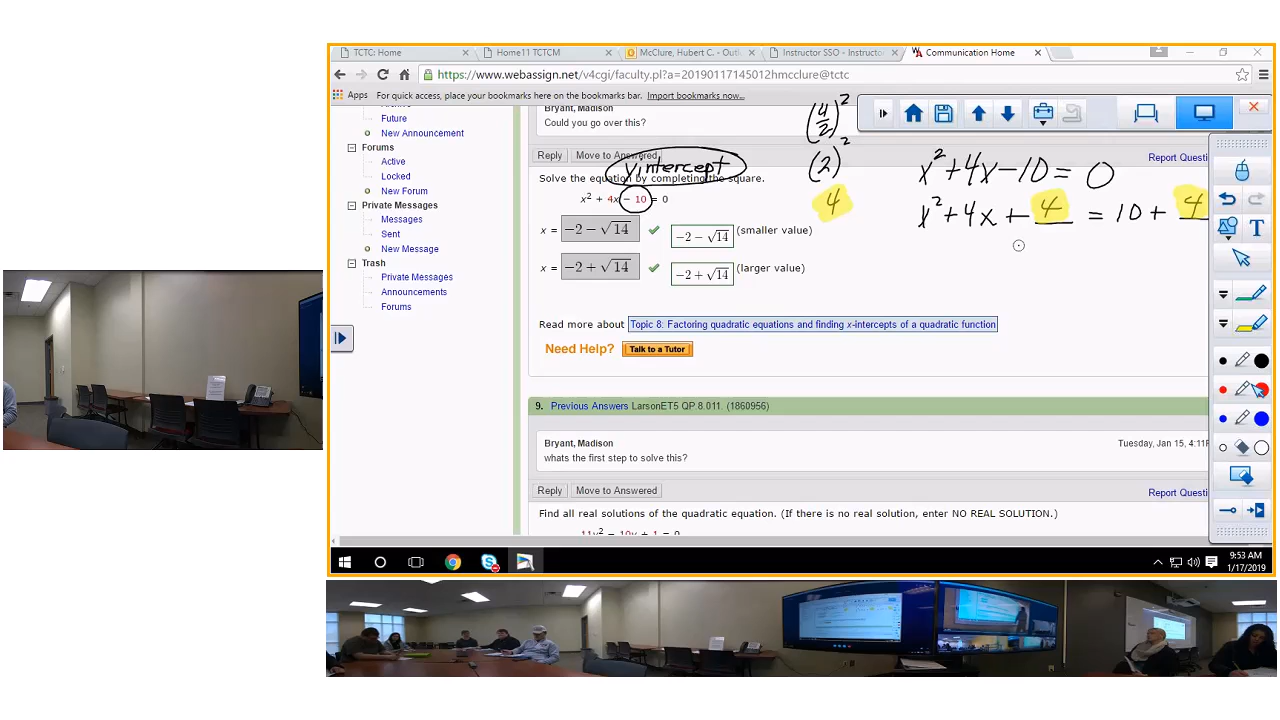 TCTC: Home
Home11 TCTCM
McClure, Hubert C. - Outl
Instructor SSO - Instructo
Communication Home
https://www.webassign.net/v4cgi/faculty.pl?a=20190117145012hmcclure@tctc
Apps For quick access, place your bookmarks here on the bookmarks bar. Import bookmarks now...
Future
New Announcement
Forums
Active
Closed
New Forum
Private Messages
Messages
Sent
New Message
Trash
Private Messages
Announcements
Forums
Bryant, Madison
Could you go over this?
Reply Move to Answered Report Questi
y intercept
Solve the equation by completing the square.
x² + 4x − 10 = 0
x = −2 − √14 −2 − √14 (smaller value)
x = −2 + √14 −2 + √14 (larger value)
Read more about Topic 8: Factoring quadratic equations and finding x-intercepts of a quadratic function
Need Help? Talk to a Tutor
(4/2)²
(2)²
4
x² + 4x − 10 = 0
x² + 4x + 4 = 10 + 4
9. Previous Answers LarsonET5 QP.8.011. (1860956)
Bryant, Madison Tuesday, Jan 15, 4:11P
whats the first step to solve this?
Reply Move to Answered Report Questi
Find all real solutions of the quadratic equation. (If there is no real solution, enter NO REAL SOLUTION.)
T
9:53 AM
1/17/2019